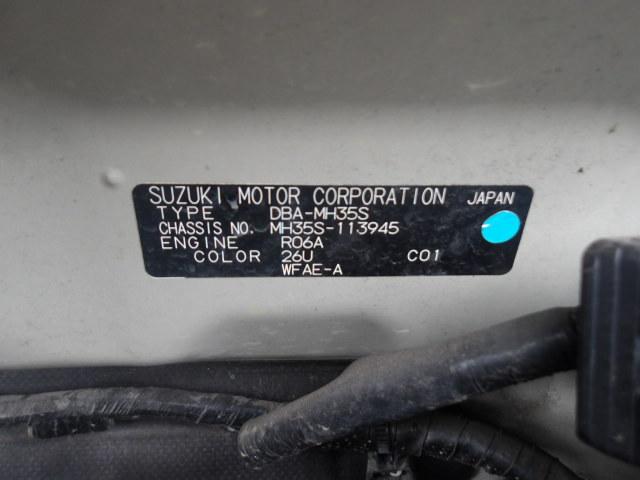 SUZUKI MOTOR CORPORATION JAPAN
TYPE DBA-MH35S
CHASSIS NO. MH35S-113945
ENGINE R06A
COLOR 26U C01
WFAE-A